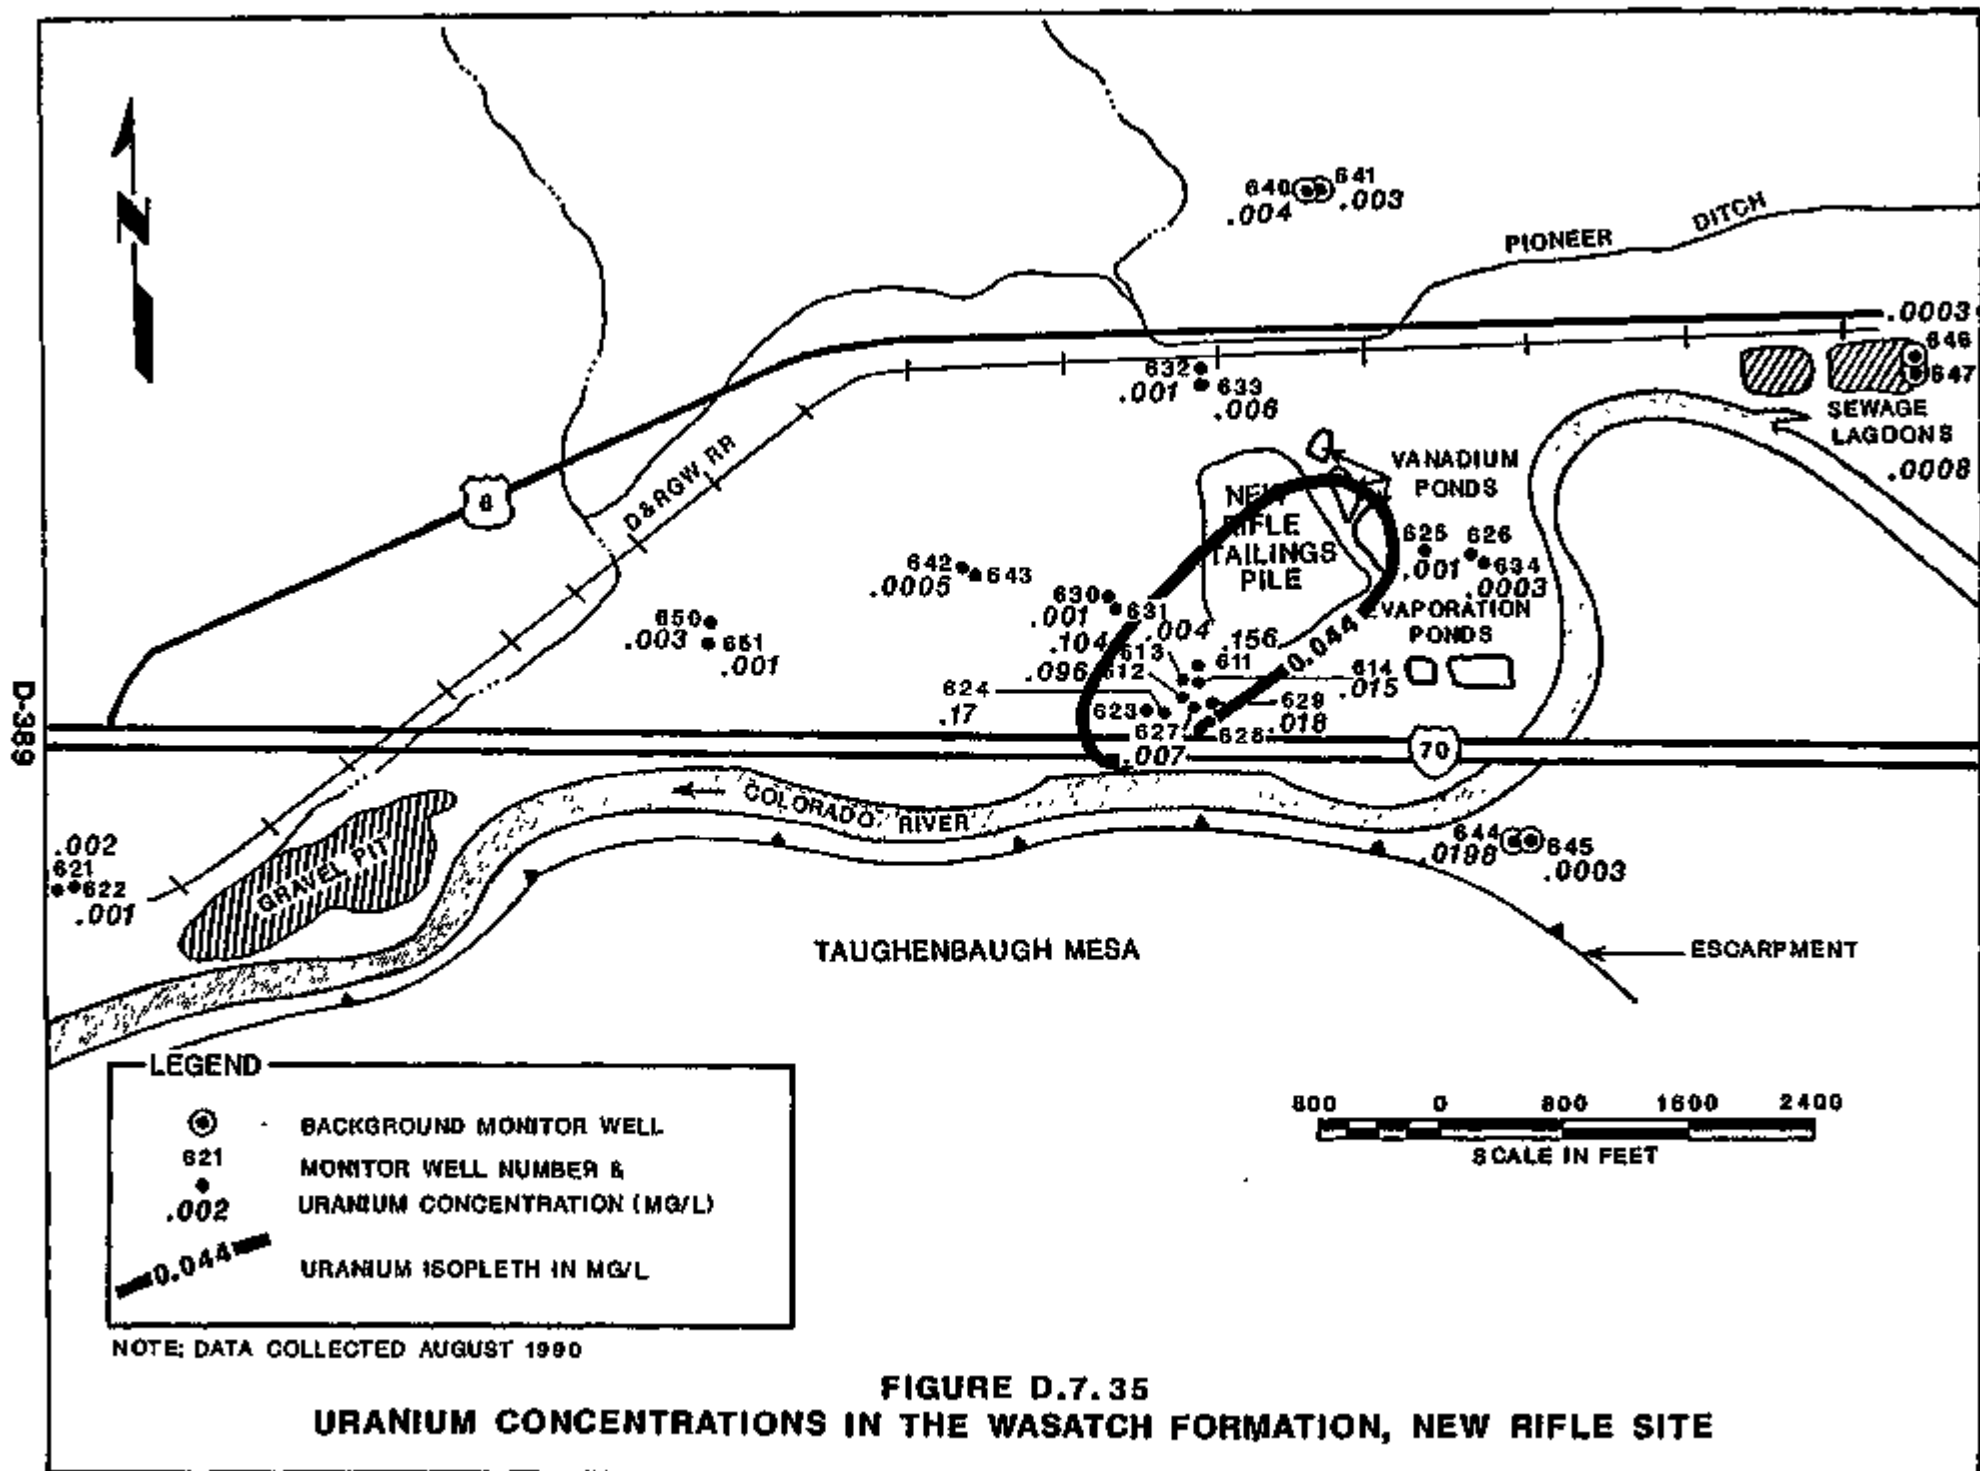 640 641
.004 .003
DITCH
PIONEER
.0003
646
647
632
.001 633
.006
SEWAGE
LAGOONS
.0008
D&RGW RR
6
VANADIUM
PONDS
NEW
RIFLE
TAILINGS
PILE
625 626
.001 634
.0003
642 643
.0005
630
.001 631
.004
EVAPORATION
PONDS
650
.003 651
.001
.104 .156
0.044
613 611
.096 612
614
.015
624
.17
623
629
.018
627 628
.007
70
D-389
COLORADO RIVER
.002
621
622
.001
GRAVEL PIT
644 645
.0198
.0003
TAUGHENBAUGH MESA
ESCARPMENT
LEGEND
BACKGROUND MONITOR WELL
621
MONITOR WELL NUMBER &
.002
URANIUM CONCENTRATION (MG/L)
0.044
URANIUM ISOPLETH IN MG/L
800 0 800 1600 2400
SCALE IN FEET
NOTE: DATA COLLECTED AUGUST 1990
FIGURE D.7.35
URANIUM CONCENTRATIONS IN THE WASATCH FORMATION, NEW RIFLE SITE